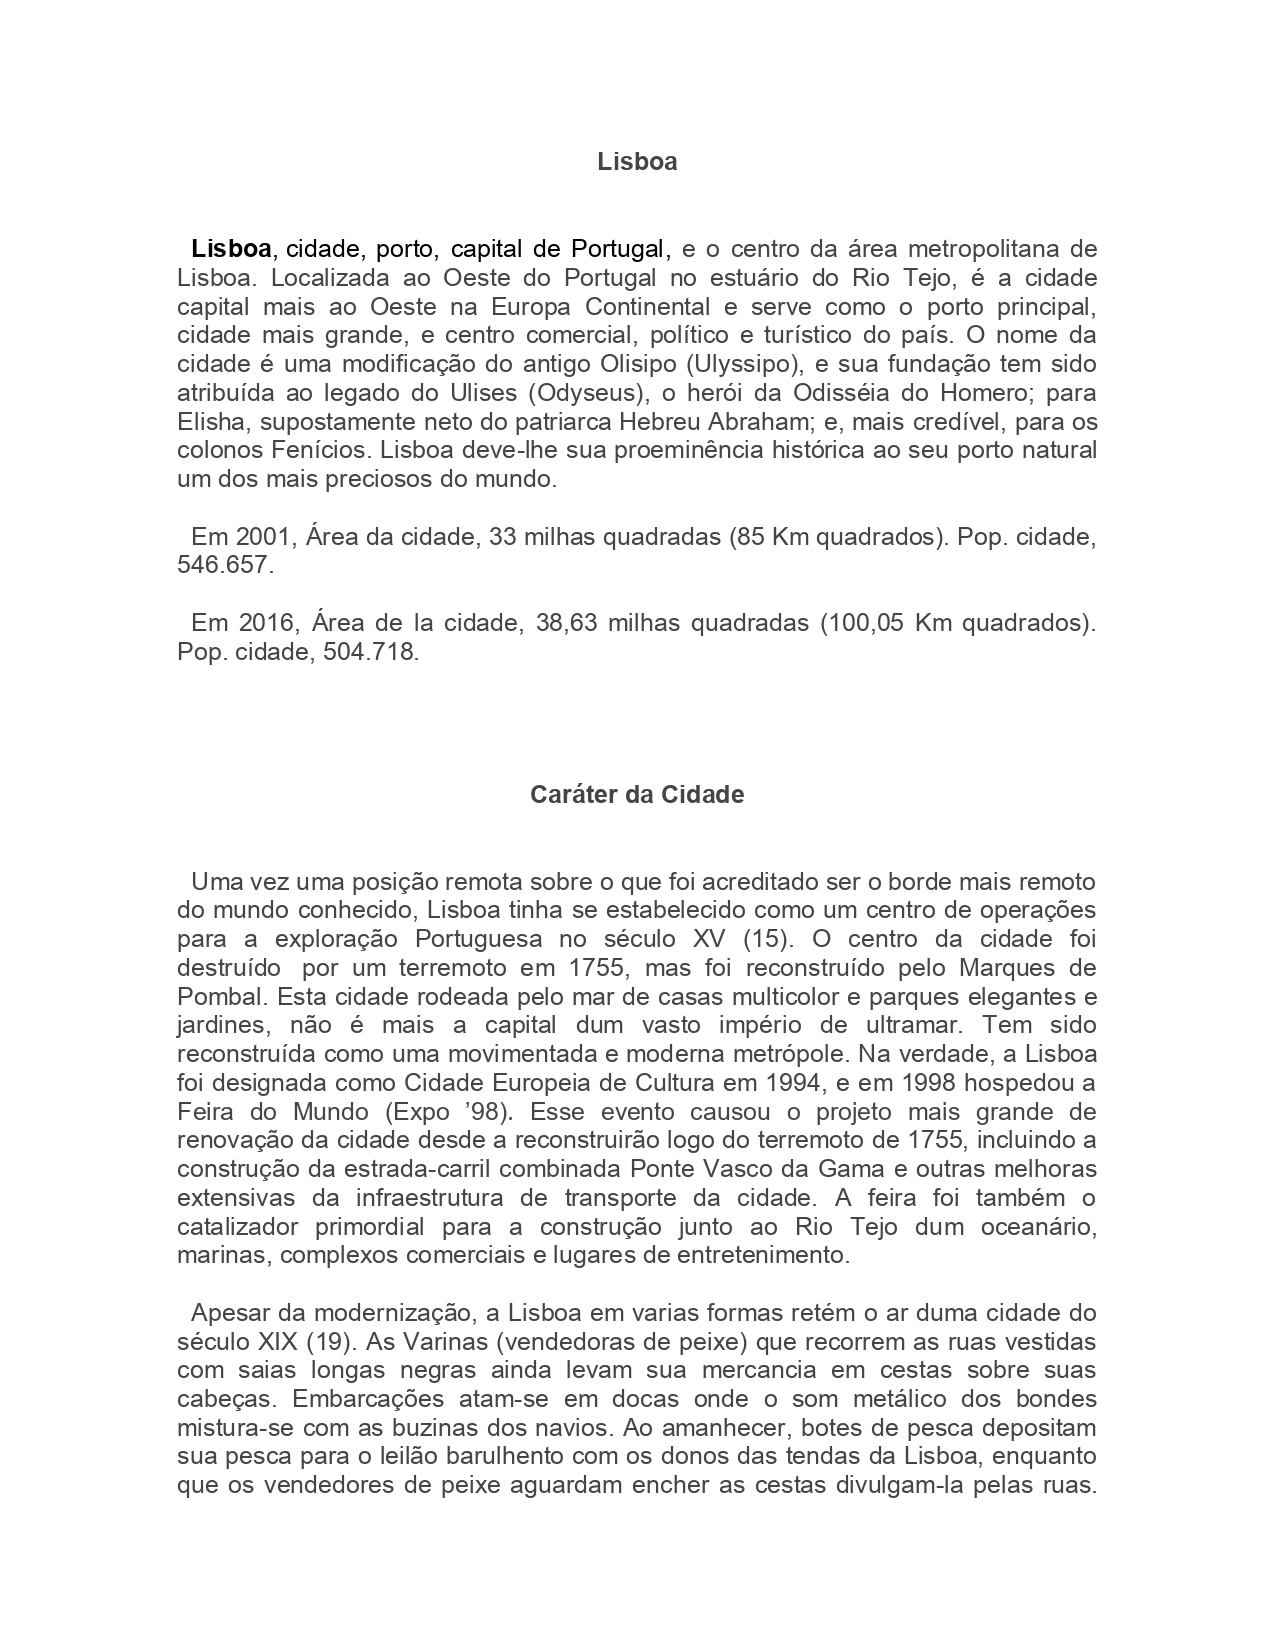 Lisboa
Lisboa, cidade, porto, capital de Portugal, e o centro da área metropolitana de
Lisboa. Localizada ao Oeste do Portugal no estuário do Rio Tejo, é a cidade
capital mais ao Oeste na Europa Continental e serve como o porto principal,
cidade mais grande, e centro comercial, político e turístico do país. O nome da
cidade é uma modificação do antigo Olisipo (Ulyssipo), e sua fundação tem sido
atribuída ao legado do Ulises (Odyseus), o herói da Odisséia do Homero; para
Elisha, supostamente neto do patriarca Hebreu Abraham; e, mais credível, para os
colonos Fenícios. Lisboa deve-lhe sua proeminência histórica ao seu porto natural
um dos mais preciosos do mundo.
Em 2001, Área da cidade, 33 milhas quadradas (85 Km quadrados). Pop. cidade,
546.657.
Em 2016, Área de la cidade, 38,63 milhas quadradas (100,05 Km quadrados).
Pop. cidade, 504.718.
Caráter da Cidade
Uma vez uma posição remota sobre o que foi acreditado ser o borde mais remoto
do mundo conhecido, Lisboa tinha se estabelecido como um centro de operações
para a exploração Portuguesa no século XV (15). O centro da cidade foi
destruído por um terremoto em 1755, mas foi reconstruído pelo Marques de
Pombal. Esta cidade rodeada pelo mar de casas multicolor e parques elegantes e
jardines, não é mais a capital dum vasto império de ultramar. Tem sido
reconstruída como uma movimentada e moderna metrópole. Na verdade, a Lisboa
foi designada como Cidade Europeia de Cultura em 1994, e em 1998 hospedou a
Feira do Mundo (Expo ’98). Esse evento causou o projeto mais grande de
renovação da cidade desde a reconstruirão logo do terremoto de 1755, incluindo a
construção da estrada-carril combinada Ponte Vasco da Gama e outras melhoras
extensivas da infraestrutura de transporte da cidade. A feira foi também o
catalizador primordial para a construção junto ao Rio Tejo dum oceanário,
marinas, complexos comerciais e lugares de entretenimento.
Apesar da modernização, a Lisboa em varias formas retém o ar duma cidade do
século XIX (19). As Varinas (vendedoras de peixe) que recorrem as ruas vestidas
com saias longas negras ainda levam sua mercancia em cestas sobre suas
cabeças. Embarcações atam-se em docas onde o som metálico dos bondes
mistura-se com as buzinas dos navios. Ao amanhecer, botes de pesca depositam
sua pesca para o leilão barulhento com os donos das tendas da Lisboa, enquanto
que os vendedores de peixe aguardam encher as cestas divulgam-la pelas ruas.